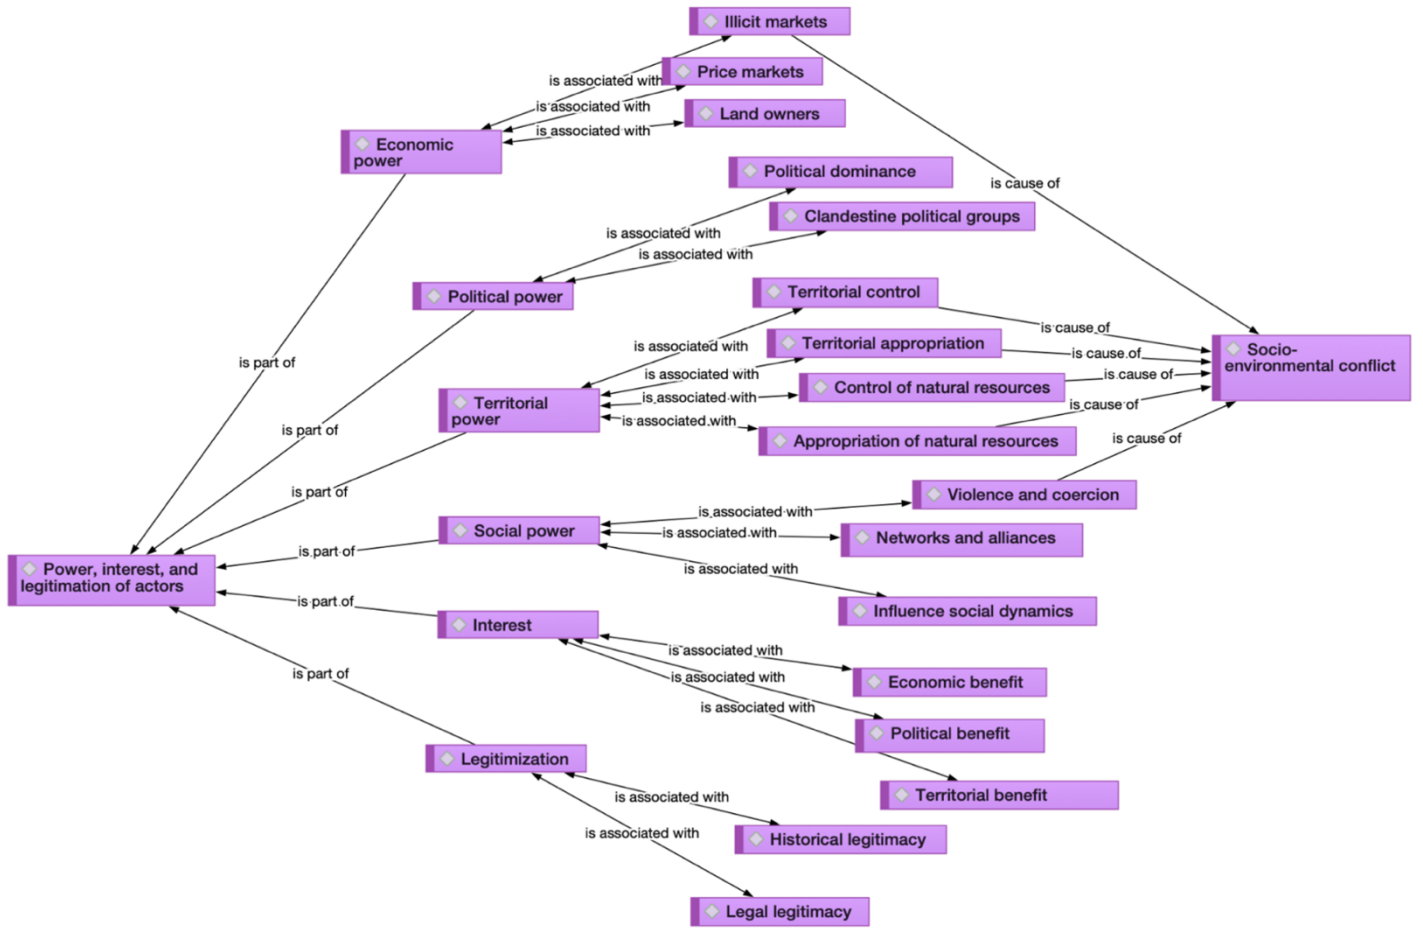 Illicit markets
Price markets
is associated with
is associated with
Land owners
is associated with
Economic
power
Political dominance
is cause of
Clandestine political groups
is associated with
is associated with
Territorial control
Political power
is cause of
Territorial appropriation
is associated with
Socio-
environmental conflict
is cause of
is part of
is associated with
is cause of
Control of natural resources
is associated with
Territorial
power
is cause of
is associated with
is part of
Appropriation of natural resources
is cause of
is part of
Violence and coercion
is associated with
Social power
is associated with
Networks and alliances
is part of
Power, interest, and
legitimation of actors
is associated with
is part of
Influence social dynamics
Interest
is associated with
is part of
is associated with
Economic benefit
is associated with
Political benefit
Legitimization
Territorial benefit
is associated with
is associated with
Historical legitimacy
Legal legitimacy